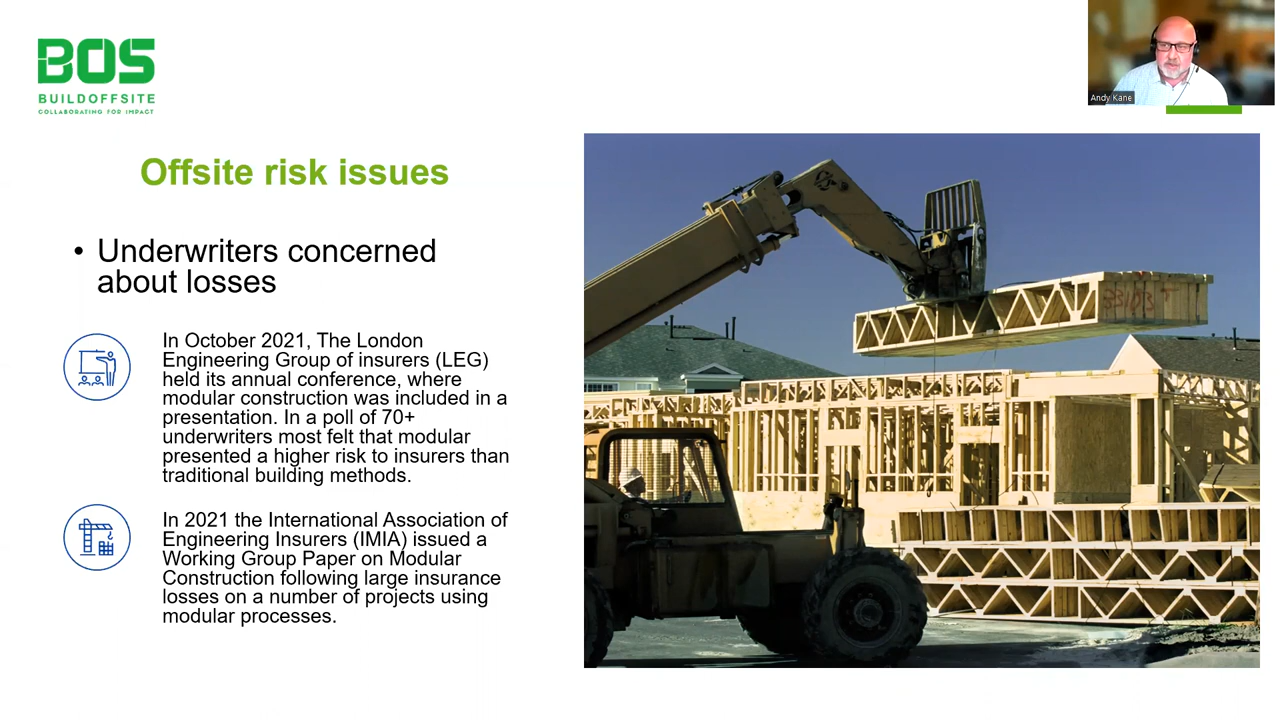 BOS
BUILDOFFSITE
COLLABORATING FOR IMPACT
Andy Kane
Offsite risk issues
• Underwriters concerned
about losses
In October 2021, The London
Engineering Group of insurers (LEG)
held its annual conference, where
modular construction was included in a
presentation. In a poll of 70+
underwriters most felt that modular
presented a higher risk to insurers than
traditional building methods.
In 2021 the International Association of
Engineering Insurers (IMIA) issued a
Working Group Paper on Modular
Construction following large insurance
losses on a number of projects using
modular processes.